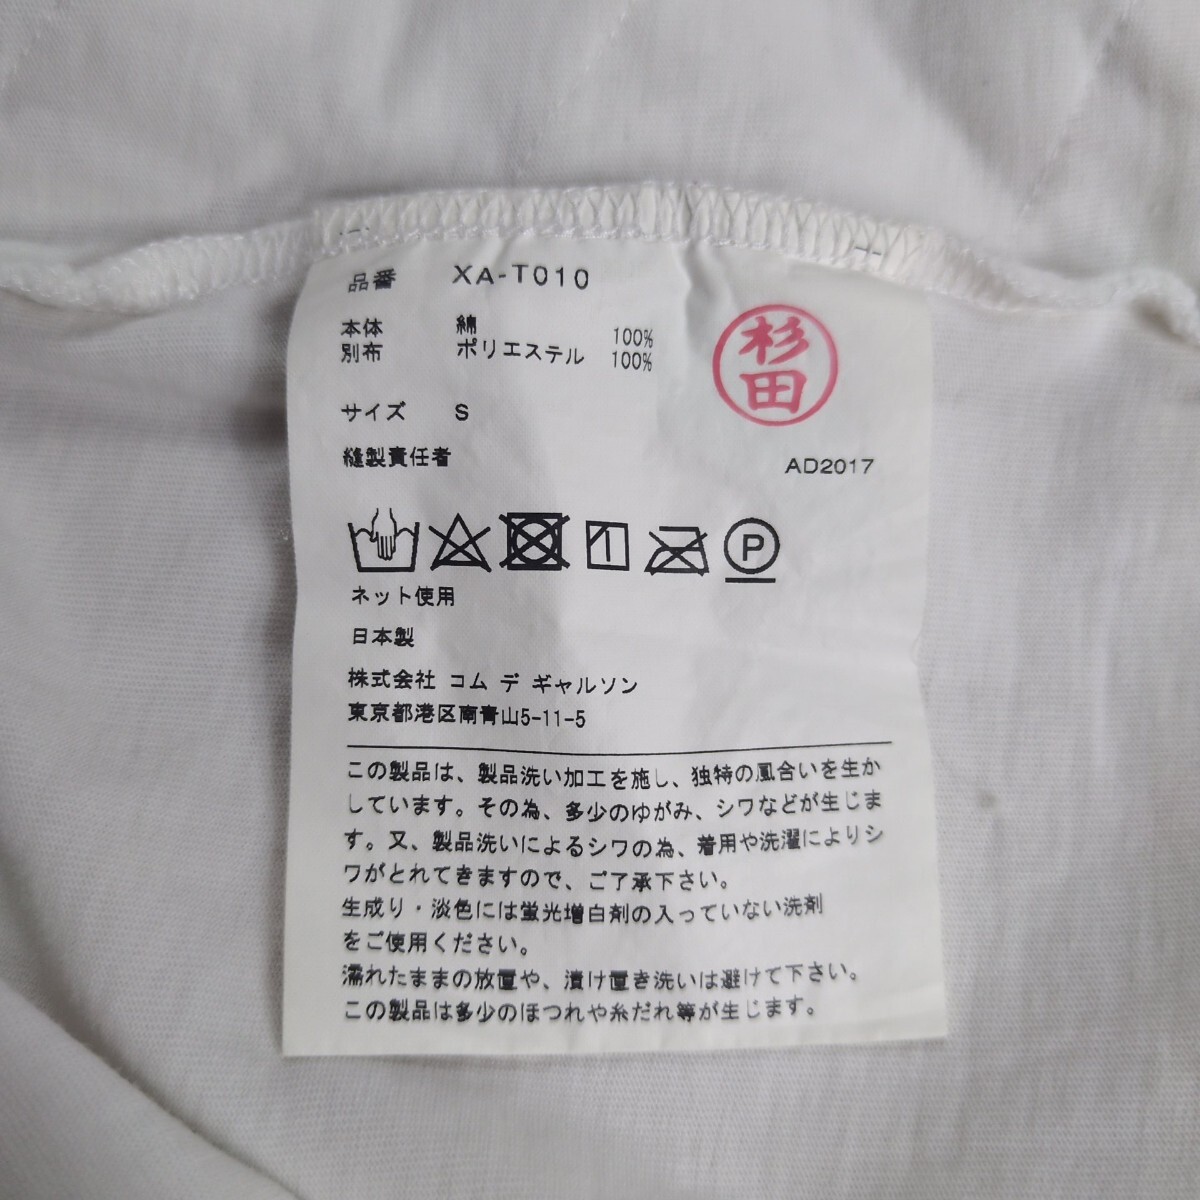 品番 XA-T010
本体 綿 100%
別布 ポリエステル 100%
杉田
サイズ S
縫製責任者
AD2017
P
ネット使用
日本製
株式会社 コム デ ギャルソン
東京都港区南青山5-11-5
この製品は、製品洗い加工を施し、独特の風合いを生か
しています。その為、多少のゆがみ、シワなどが生じま
す。又、製品洗いによるシワの為、着用や洗濯によりシ
ワがとれてきますので、ご了承下さい。
生成り・淡色には蛍光増白剤の入っていない洗剤
をご使用ください。
濡れたままの放置や、漬け置き洗いは避けて下さい。
この製品は多少のほつれや糸だれ等が生じます。